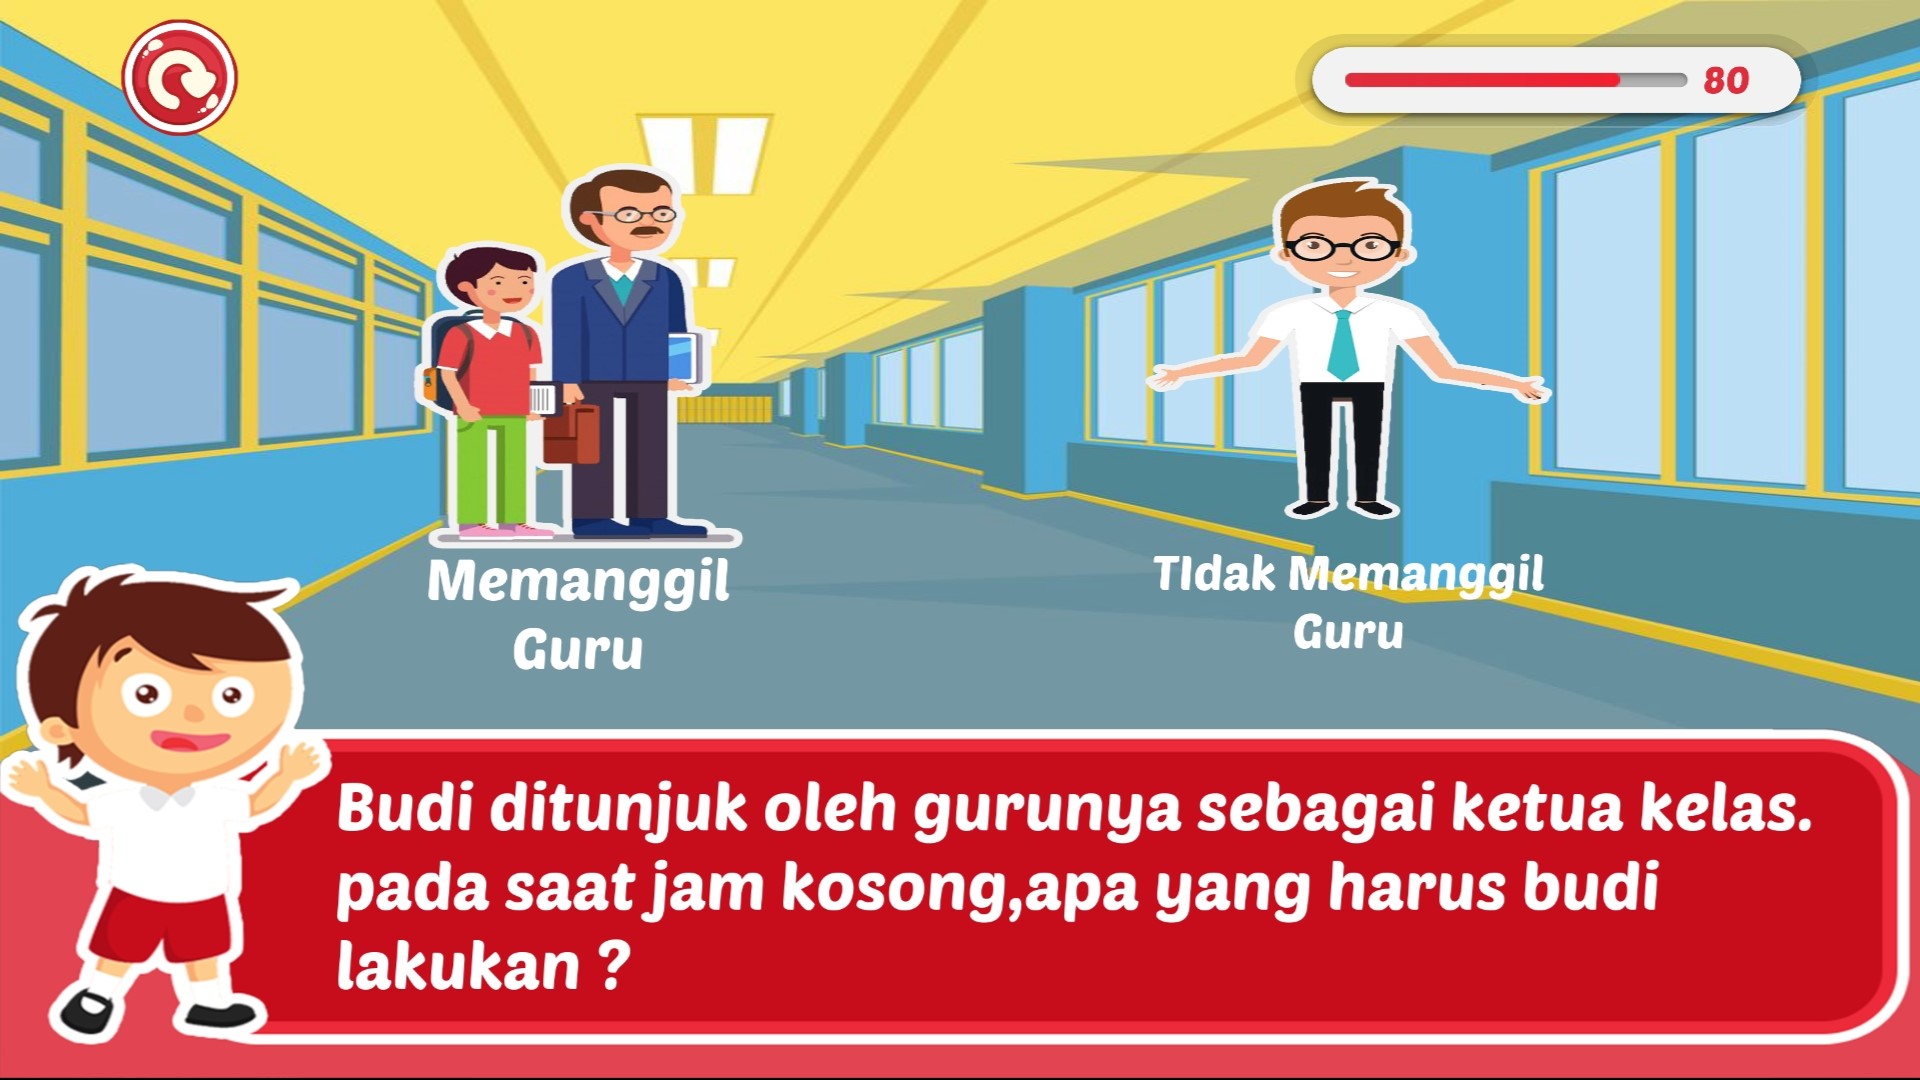 80
Memanggil
Guru
TIdak Memanggil
Guru
Budi ditunjuk oleh gurunya sebagai ketua kelas.
pada saat jam kosong,apa yang harus budi
lakukan ?